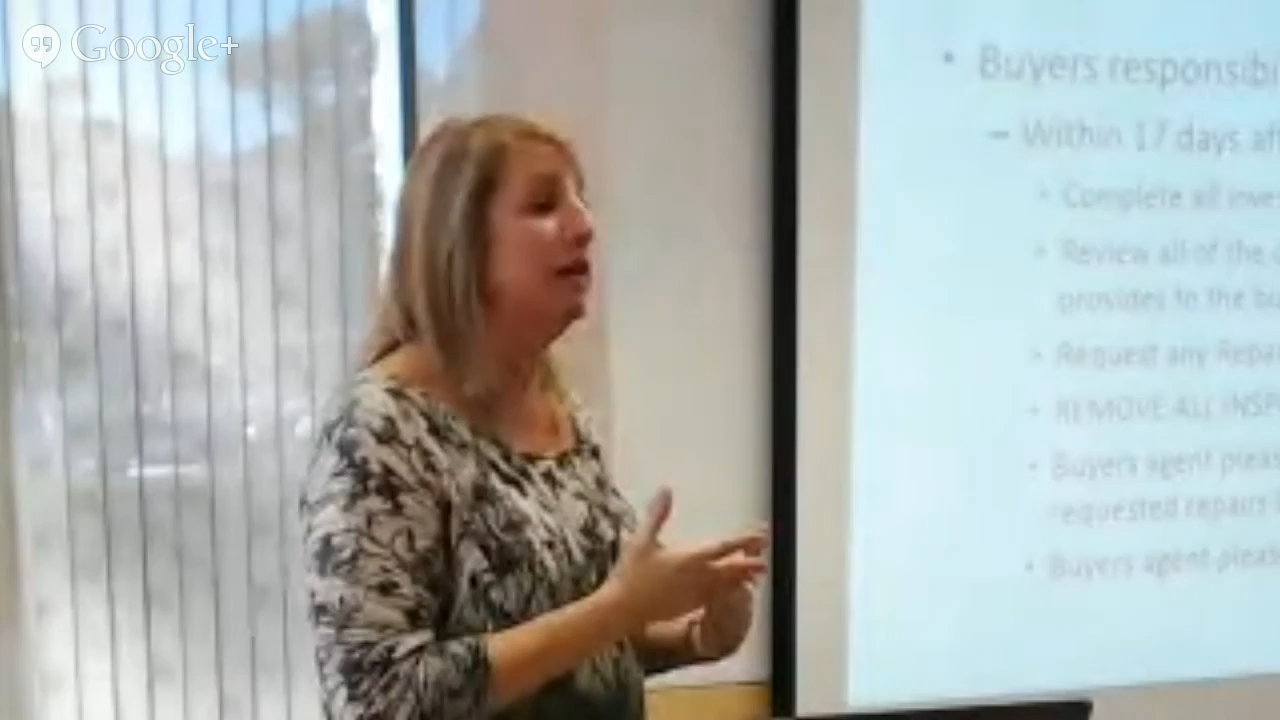 Google+
• Buyers responsibi
– Within 17 days af
• Complete all inve
• Review all of the
provides to the bu
• Request any Repa
• REMOVE ALL INSP
• Buyers agent pleas
requested repairs
• Buyers agent pleas